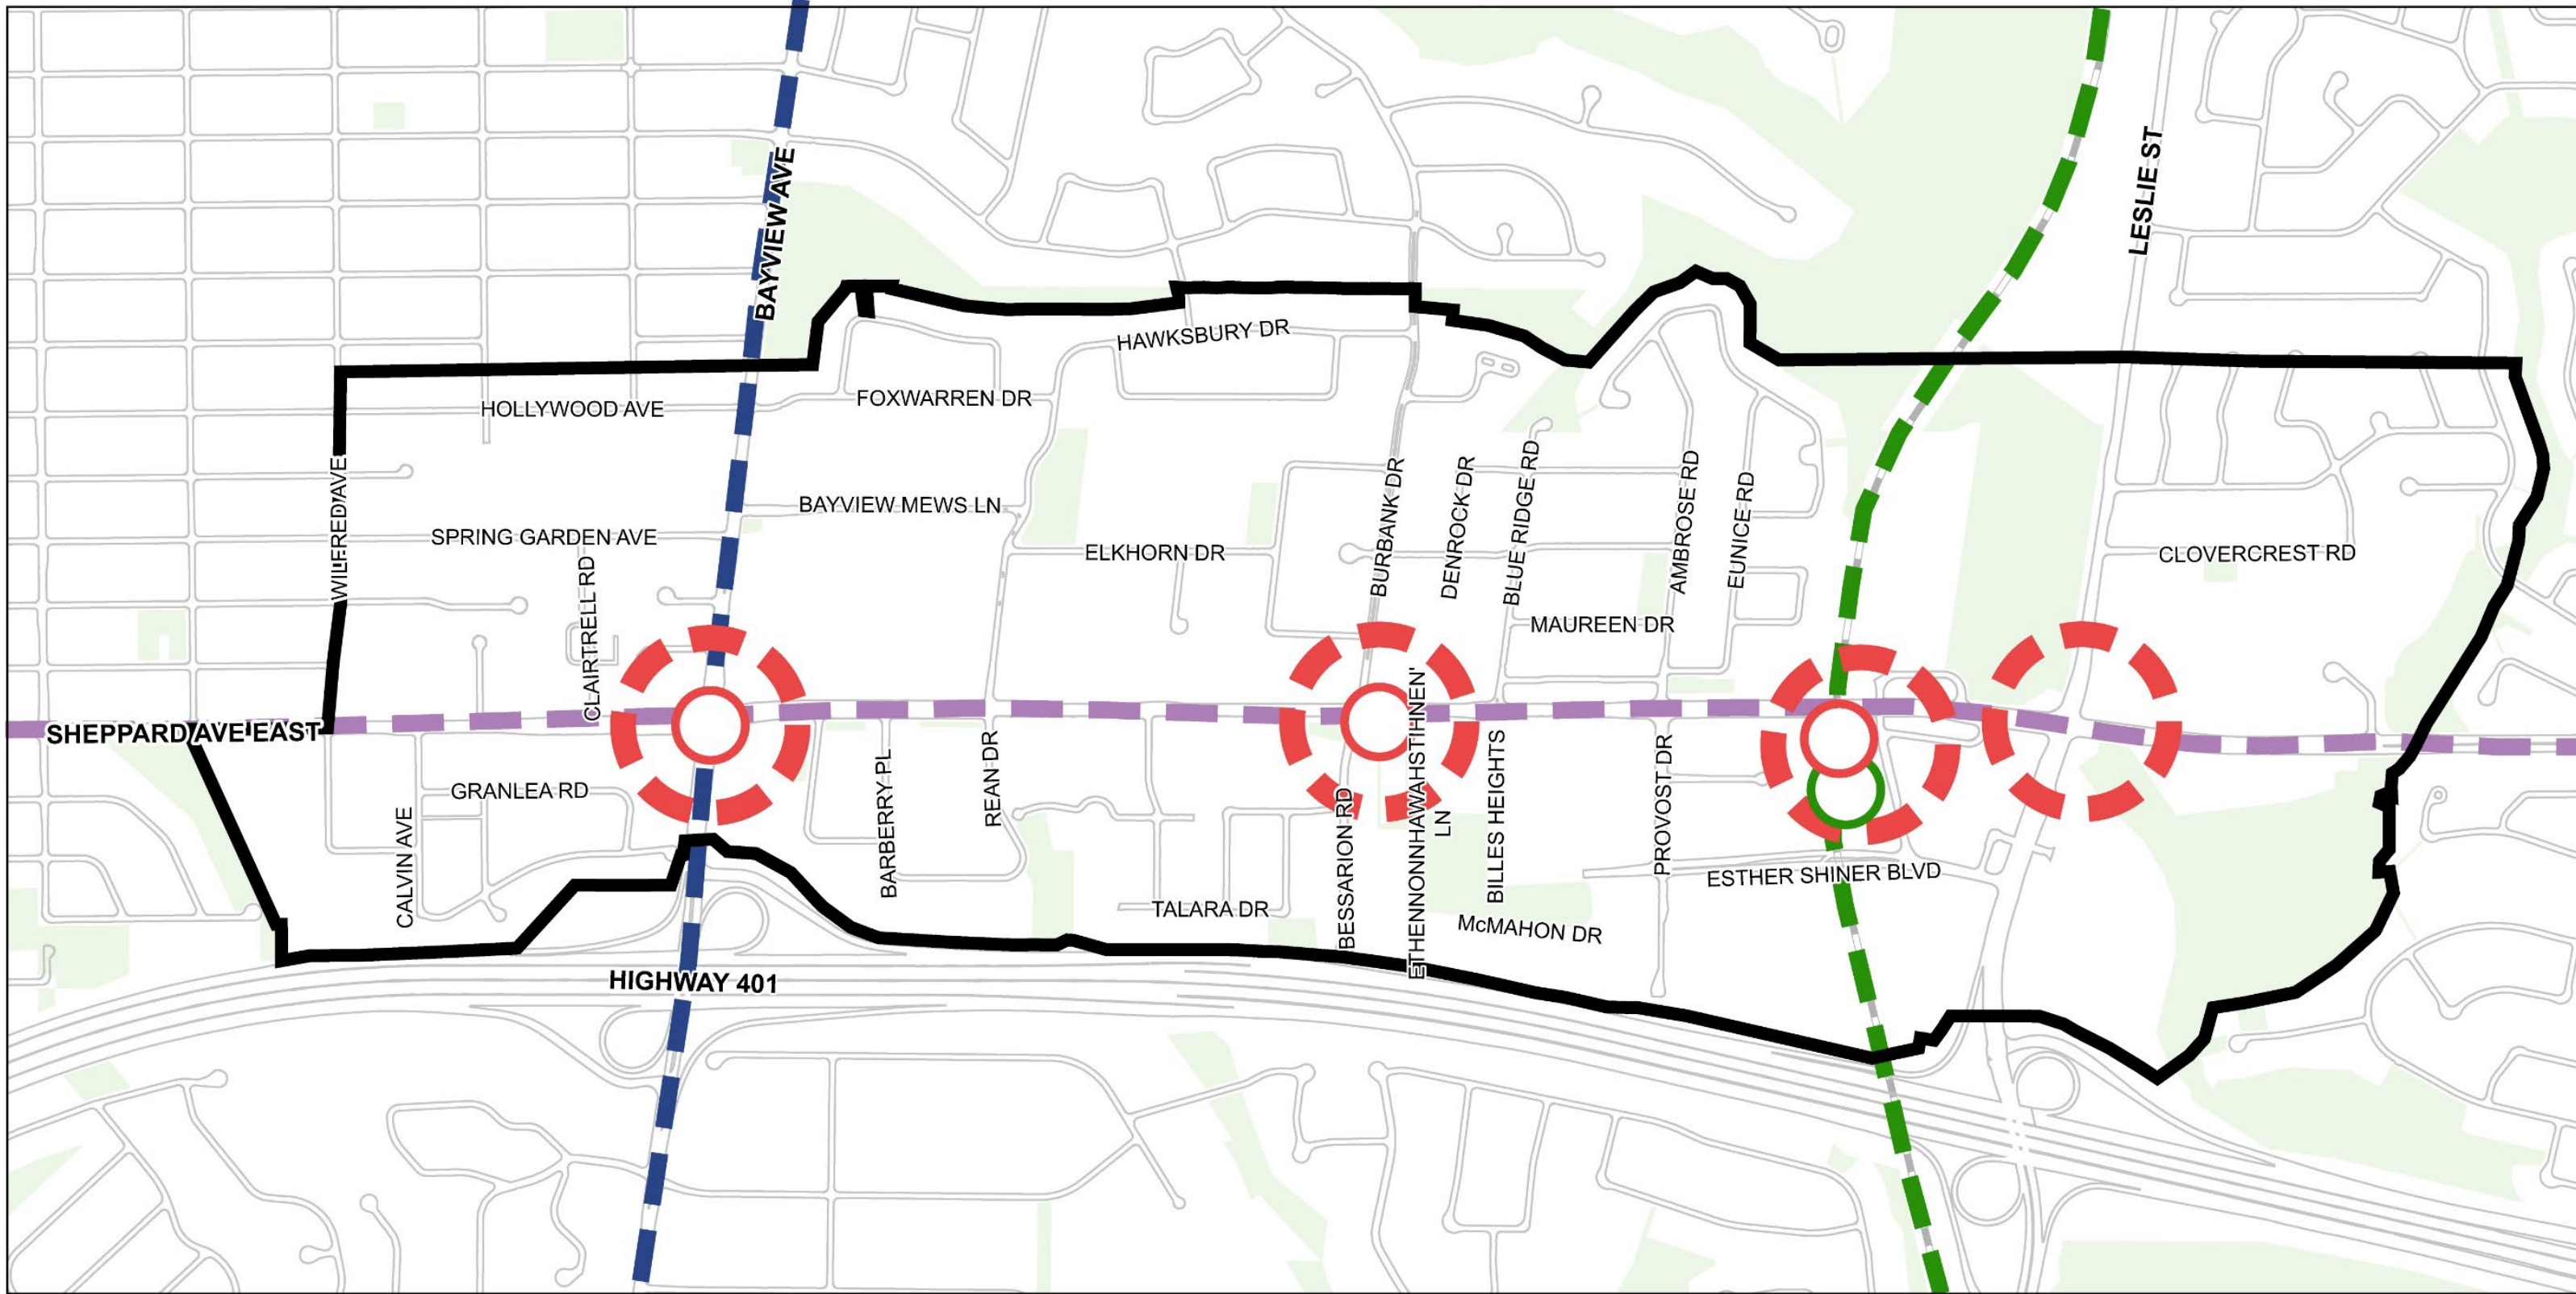 BAYVIEW AVE
LESLIE ST
HAWKSBURY DR
FOXWARREN DR
HOLLYWOOD AVE
WILFRED AVE
BAYVIEW MEWS LN
SPRING GARDEN AVE
ELKHORN DR
BURBANK DR
DENROCK DR
BLUE RIDGE RD
AMBROSE RD
EUNICE RD
CLOVERCREST RD
CLAIRTRELL RD
MAUREEN DR
SHEPPARD AVE EAST
GRANLEA RD
CALVIN AVE
BARBERRY PL
REAN DR
BESSARION RD
ETHENNONNHAWAHSTIHNEN'
LN
BILLES HEIGHTS
PROVOST DR
ESTHER SHINER BLVD
TALARA DR
McMAHON DR
HIGHWAY 401